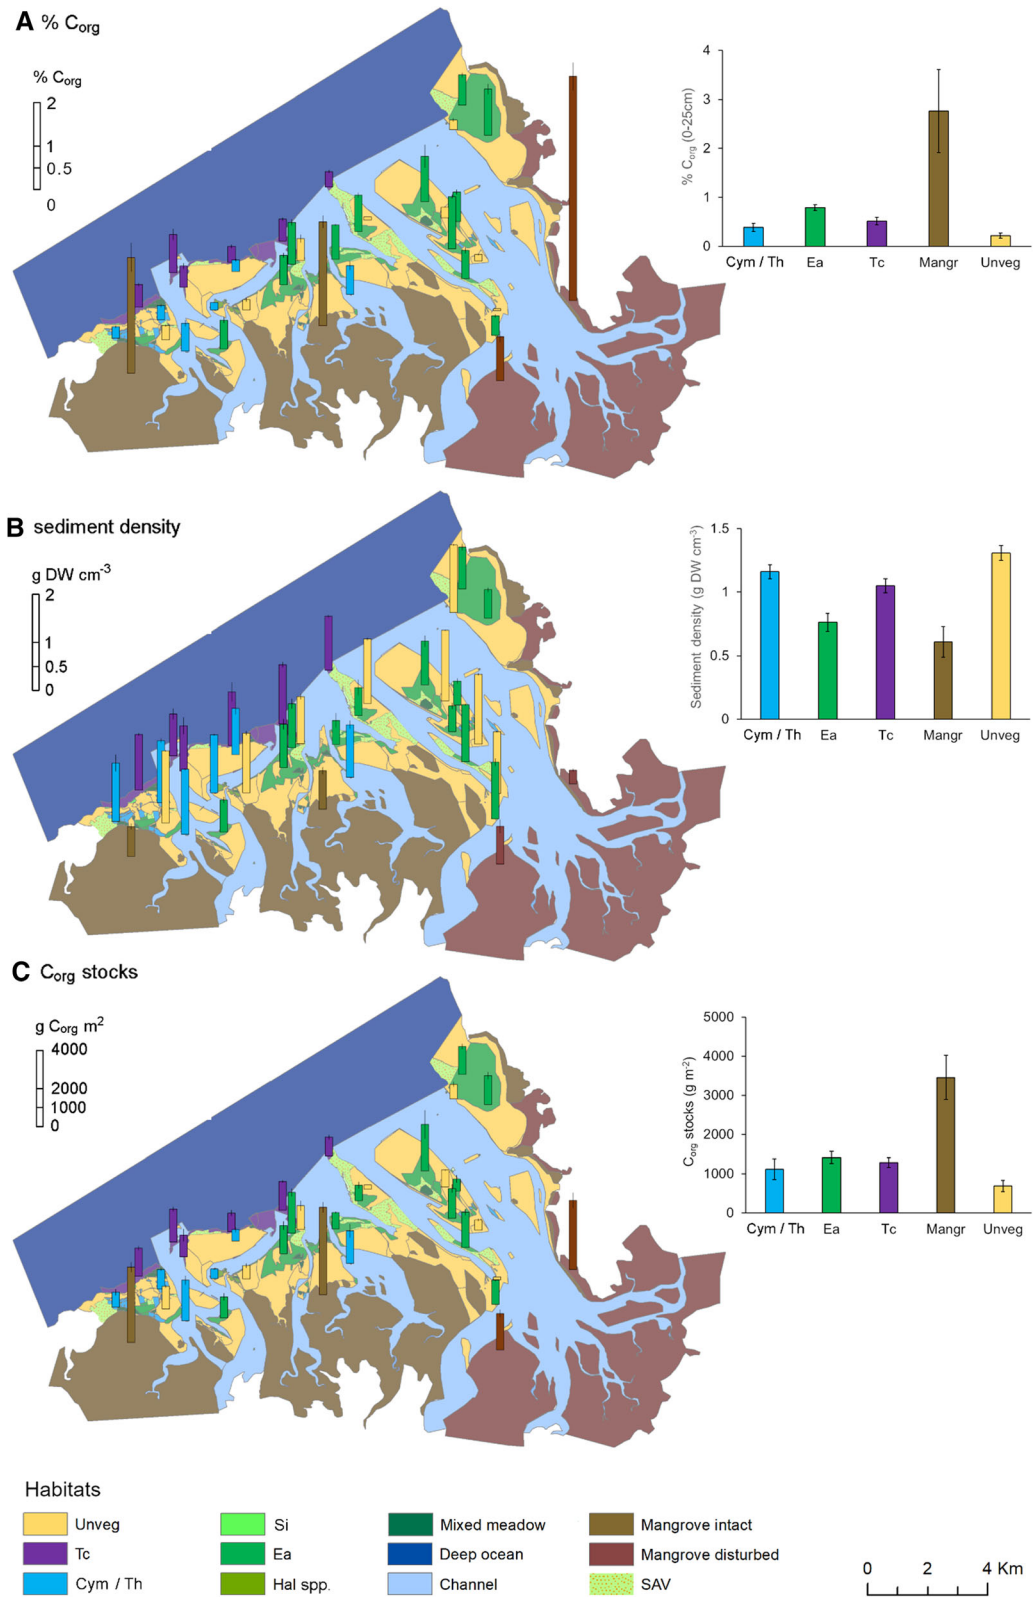 A % Corg
% Corg
2
1
0.5
0
4
3
2
1
0
% Corg (0-25cm)
Cym / Th Ea Tc Mangr Unveg
B sediment density
g DW cm-3
2
1
0.5
0
1.5
1
0.5
0
Sediment density (g DW cm-3)
Cym / Th Ea Tc Mangr Unveg
C Corg stocks
g Corg m2
4000
2000
1000
0
5000
4000
3000
2000
1000
0
Corg stocks (g m-2)
Cym / Th Ea Tc Mangr Unveg
Habitats
Unveg Si Mixed meadow Mangrove intact
Tc Ea Deep ocean Mangrove disturbed
Cym / Th Hal spp. Channel SAV
0 2 4 Km